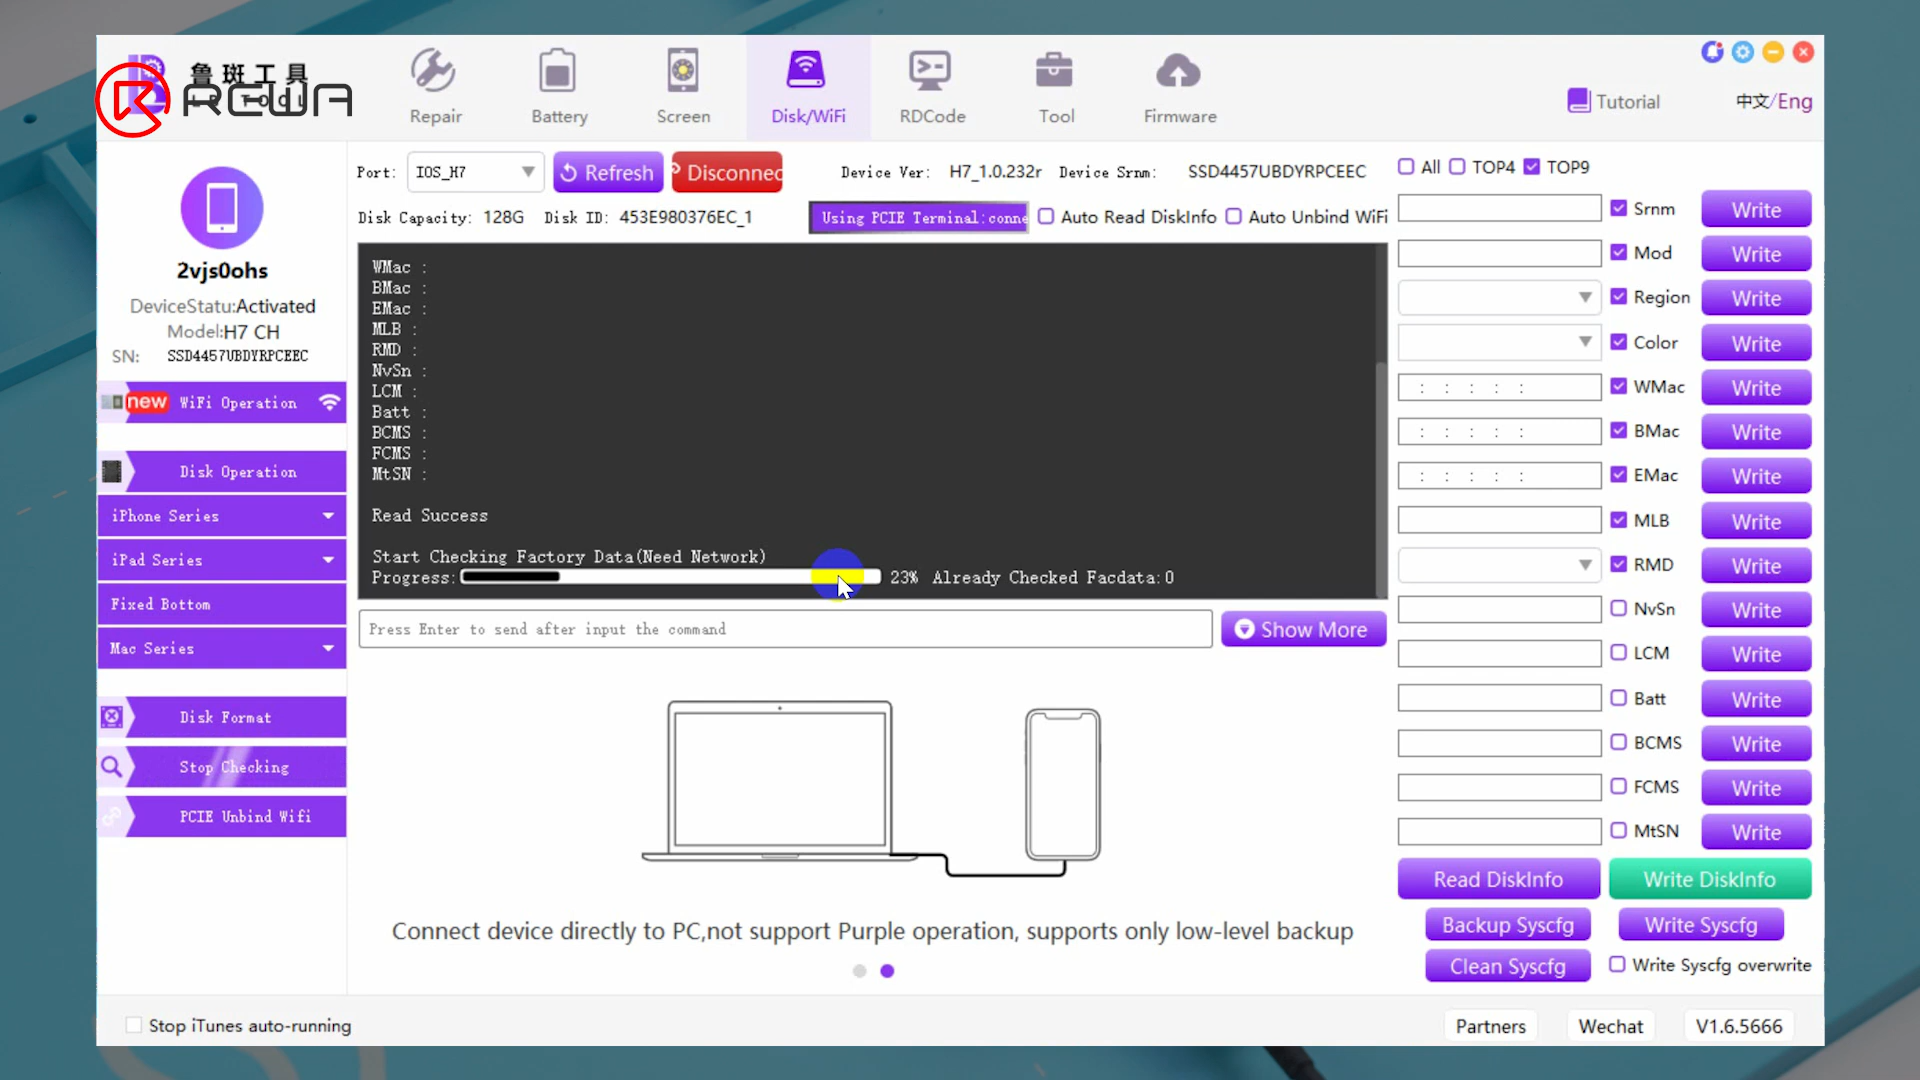 鲁班工具
REWA
Repair
Battery
Screen
Disk/WiFi
RDCode
Tool
Firmware
Tutorial
中文/Eng
2vjs0ohs
DeviceStatu:Activated
Model:H7 CH
SN: SSD4457UBDYRPCEEC
new WiFi Operation
Disk Operation
iPhone Series
iPad Series
Fixed Bottom
Mac Series
Disk Format
Stop Checking
PCIE Unbind Wifi
Port: IOS_H7
Refresh
Disconnec
Device Ver: H7_1.0.232r Device Srnm: SSD4457UBDYRPCEEC
Disk Capacity: 128G Disk ID: 453E980376EC_1
Using PCIE Terminal:conne
Auto Read DiskInfo
Auto Unbind WiFi
WMac :
BMac :
EMac :
MLB :
RMD :
NvSn :
LCM :
Batt :
BCMS :
FCMS :
MtSN :
Read Success
Start Checking Factory Data(Need Network)
Progress: 23% Already Checked Facdata:0
Press Enter to send after input the command
Show More
Connect device directly to PC,not support Purple operation, supports only low-level backup
All TOP4 TOP9
Srnm Write
Mod Write
Region Write
Color Write
: : : : : WMac Write
: : : : : BMac Write
: : : : : EMac Write
MLB Write
RMD Write
NvSn Write
LCM Write
Batt Write
BCMS Write
FCMS Write
MtSN Write
Read DiskInfo
Write DiskInfo
Backup Syscfg
Write Syscfg
Clean Syscfg
Write Syscfg overwrite
Stop iTunes auto-running
Partners
Wechat
V1.6.5666